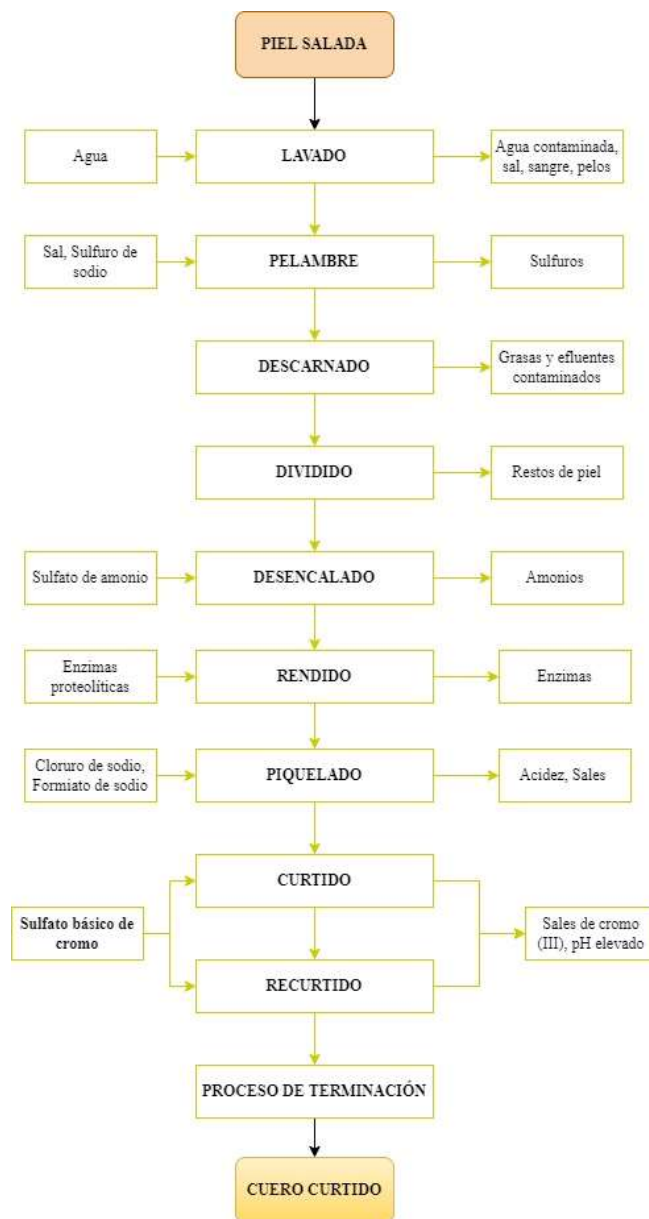 PIEL SALADA
Agua
LAVADO
Agua contaminada,
sal, sangre, pelos
Sal, Sulfuro de
sodio
PELAMBRE
Sulfuros
DESCARNADO
Grasas y efluentes
contaminados
DIVIDIDO
Restos de piel
Sulfato de amonio
DESENCALADO
Amonios
Enzimas
proteolíticas
RENDIDO
Enzimas
Cloruro de sodio,
Formiato de sodio
PIQUELADO
Acidez, Sales
CURTIDO
Sulfato básico de
cromo
Sales de cromo
(III), pH elevado
RECURTIDO
PROCESO DE TERMINACIÓN
CUERO CURTIDO